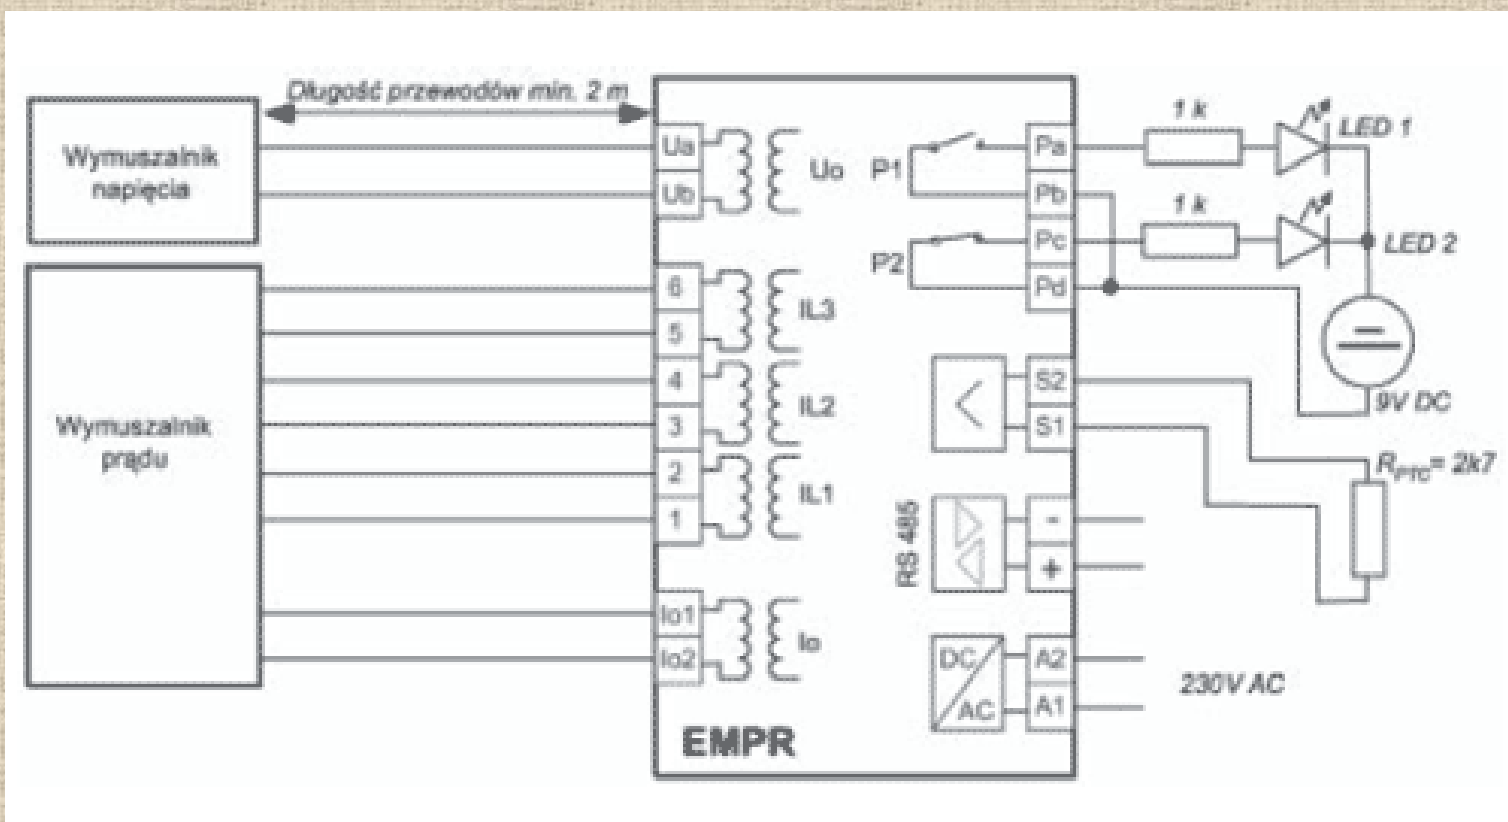 Długość przewodów min. 2 m
Wymuszalnik
napięcia
Wymuszalnik
prądu
Ua
Ub
6
5
4
3
2
1
Io1
Io2
Uo
IL3
IL2
IL1
Io
EMPR
P1
P2
RS 485
DC
AC
Pa
Pb
Pc
Pd
S2
S1
-
+
A2
A1
1 k
LED 1
1 k
LED 2
9V DC
RPTC= 2k7
230V AC